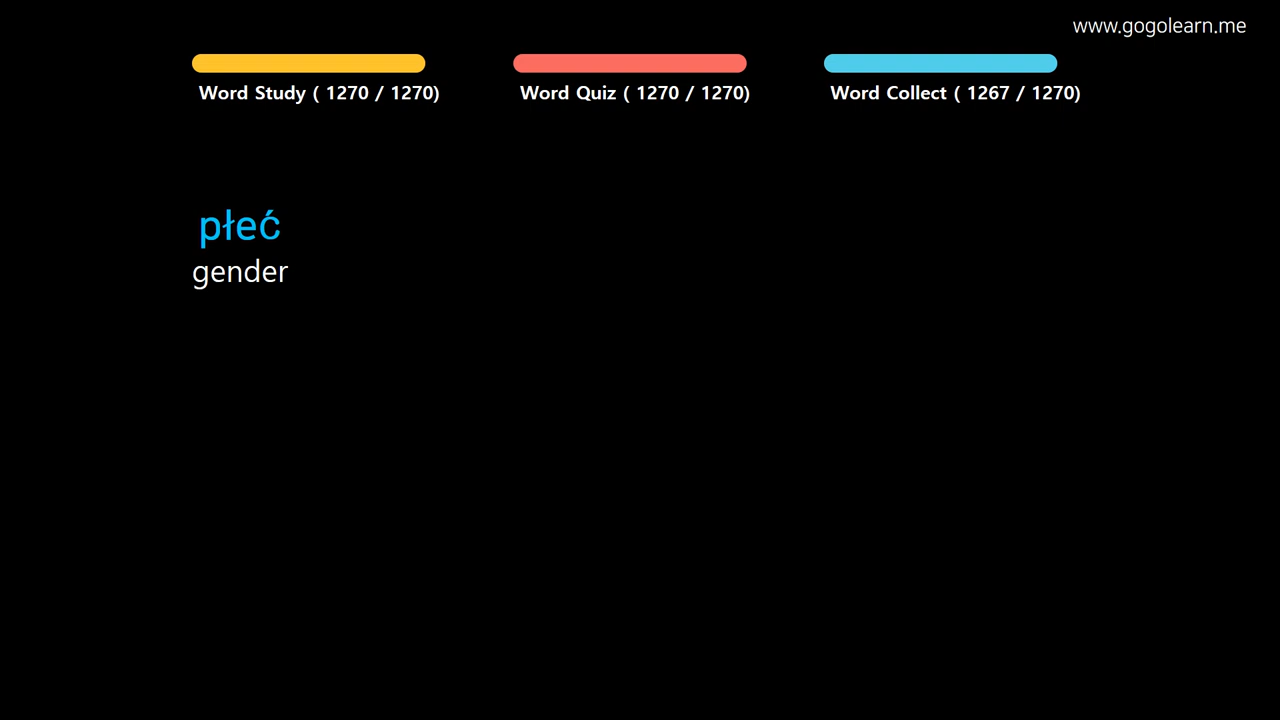 www.gogolearn.me
Word Study ( 1270 / 1270)
Word Quiz ( 1270 / 1270)
Word Collect ( 1267 / 1270)
płeć
gender